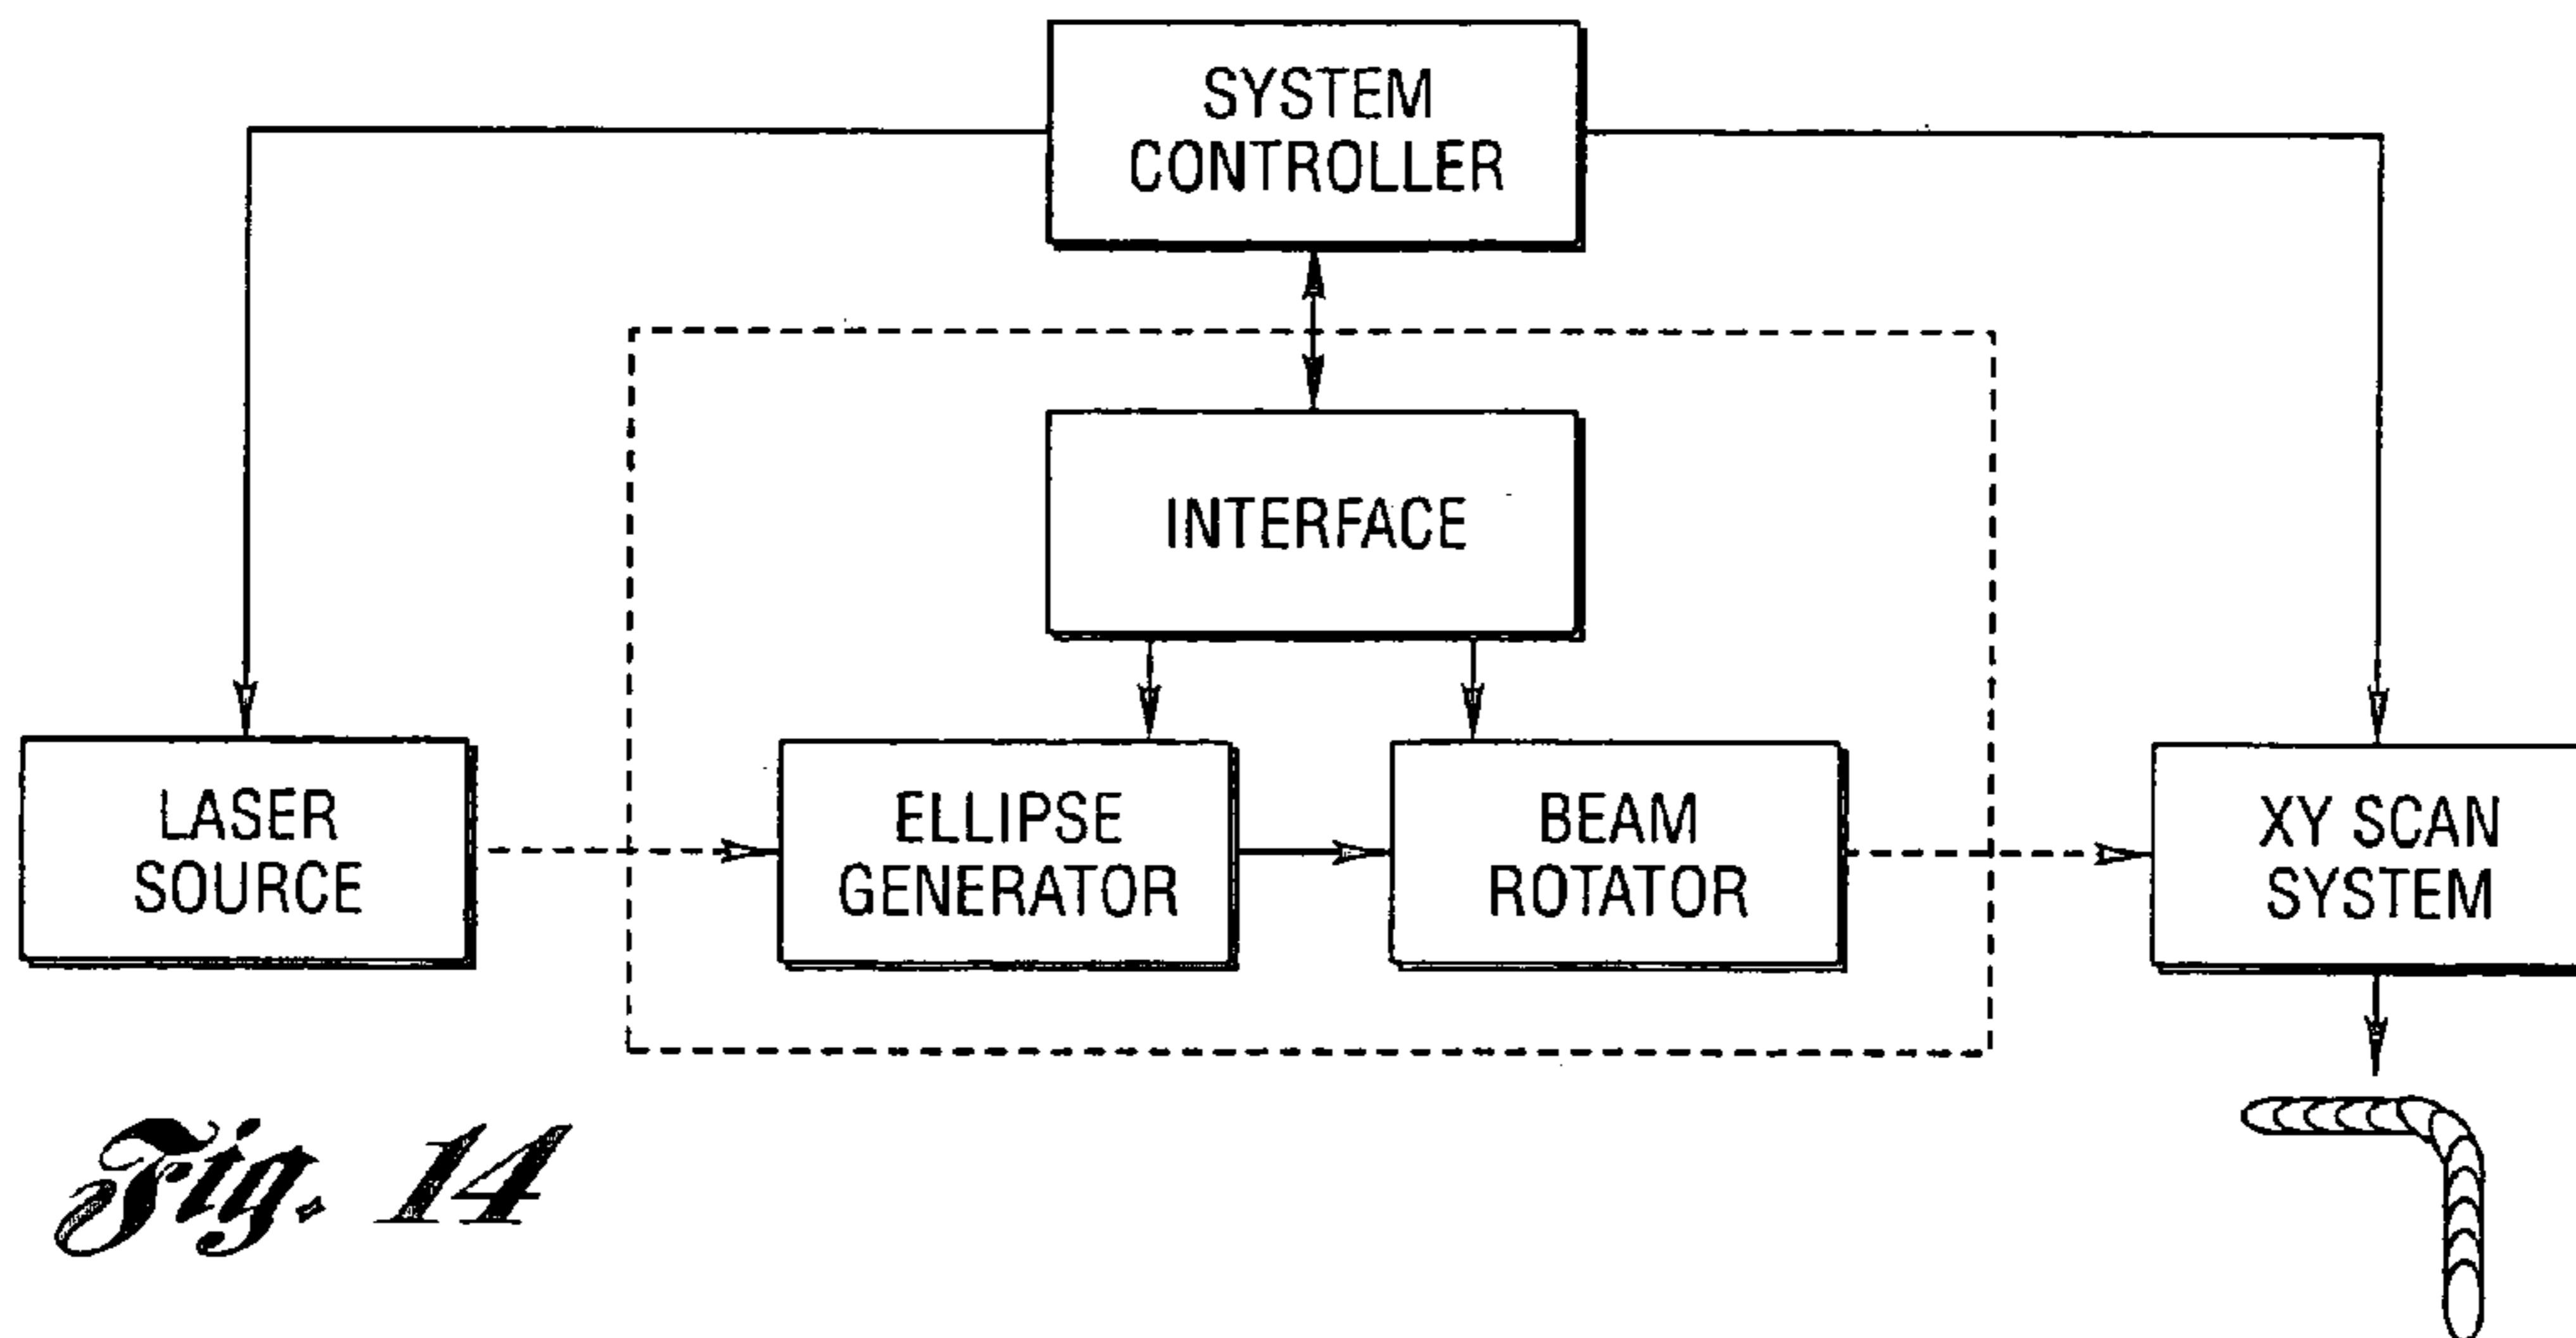 SYSTEM
CONTROLLER
INTERFACE
LASER
SOURCE
ELLIPSE
GENERATOR
BEAM
ROTATOR
XY SCAN
SYSTEM
Fig. 14